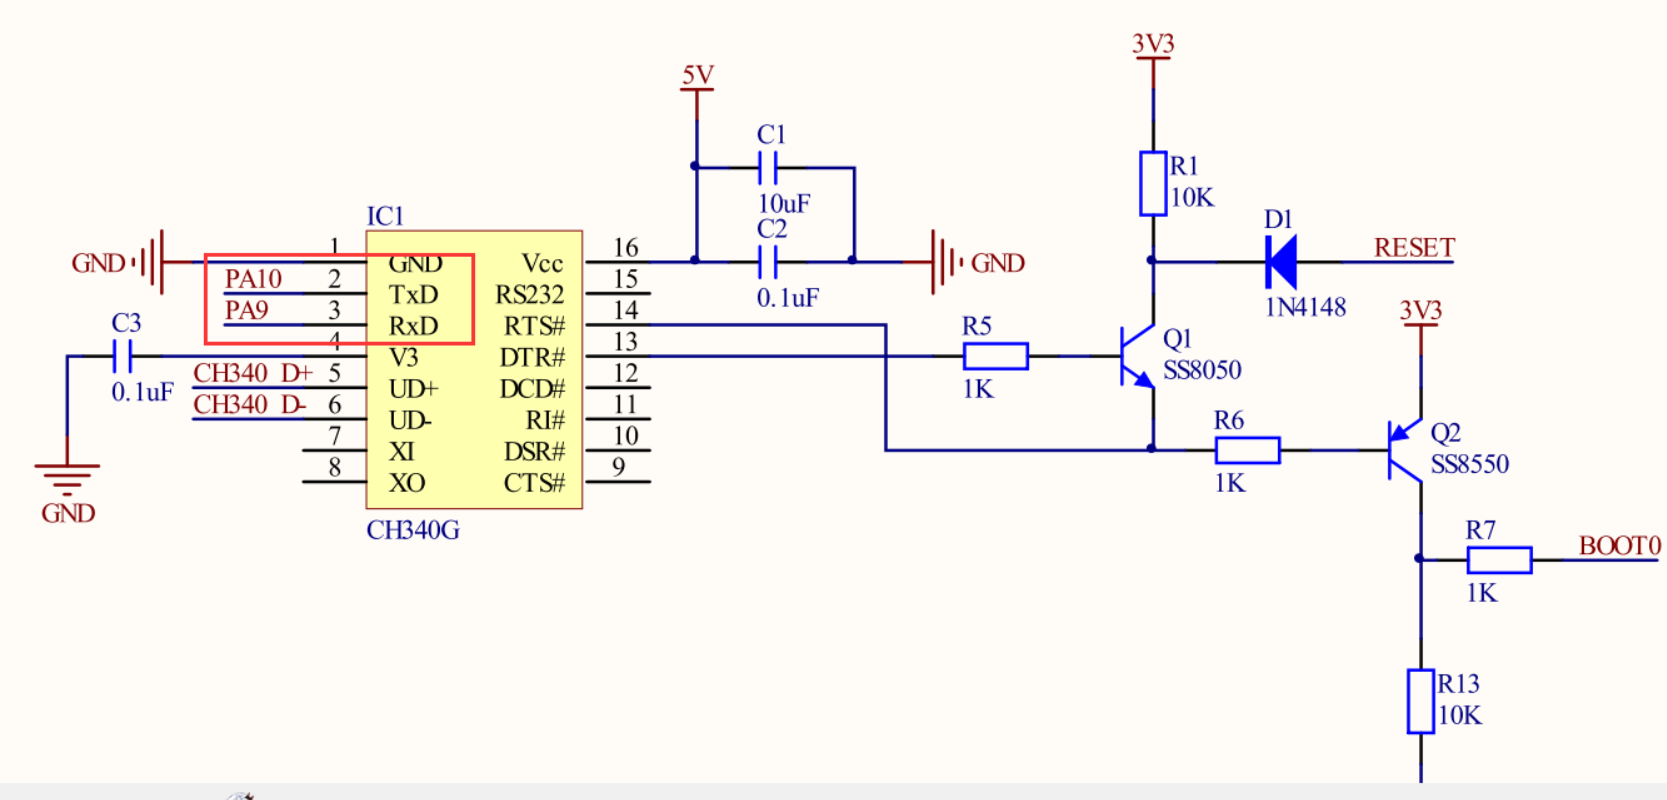 3V3
5V
C1
10uF
C2
0.1uF
GND
R1
10K
D1
1N4148
RESET
IC1
GND
PA10
PA9
C3
0.1uF
CH340 D+
CH340 D-
GND
1 GND
2 TxD
3 RxD
4 V3
5 UD+
6 UD-
7 XI
8 XO
Vcc 16
RS232 15
RTS# 14
DTR# 13
DCD# 12
RI# 11
DSR# 10
CTS# 9
CH340G
R5
1K
Q1
SS8050
3V3
R6
1K
Q2
SS8550
R7
1K
BOOT0
R13
10K